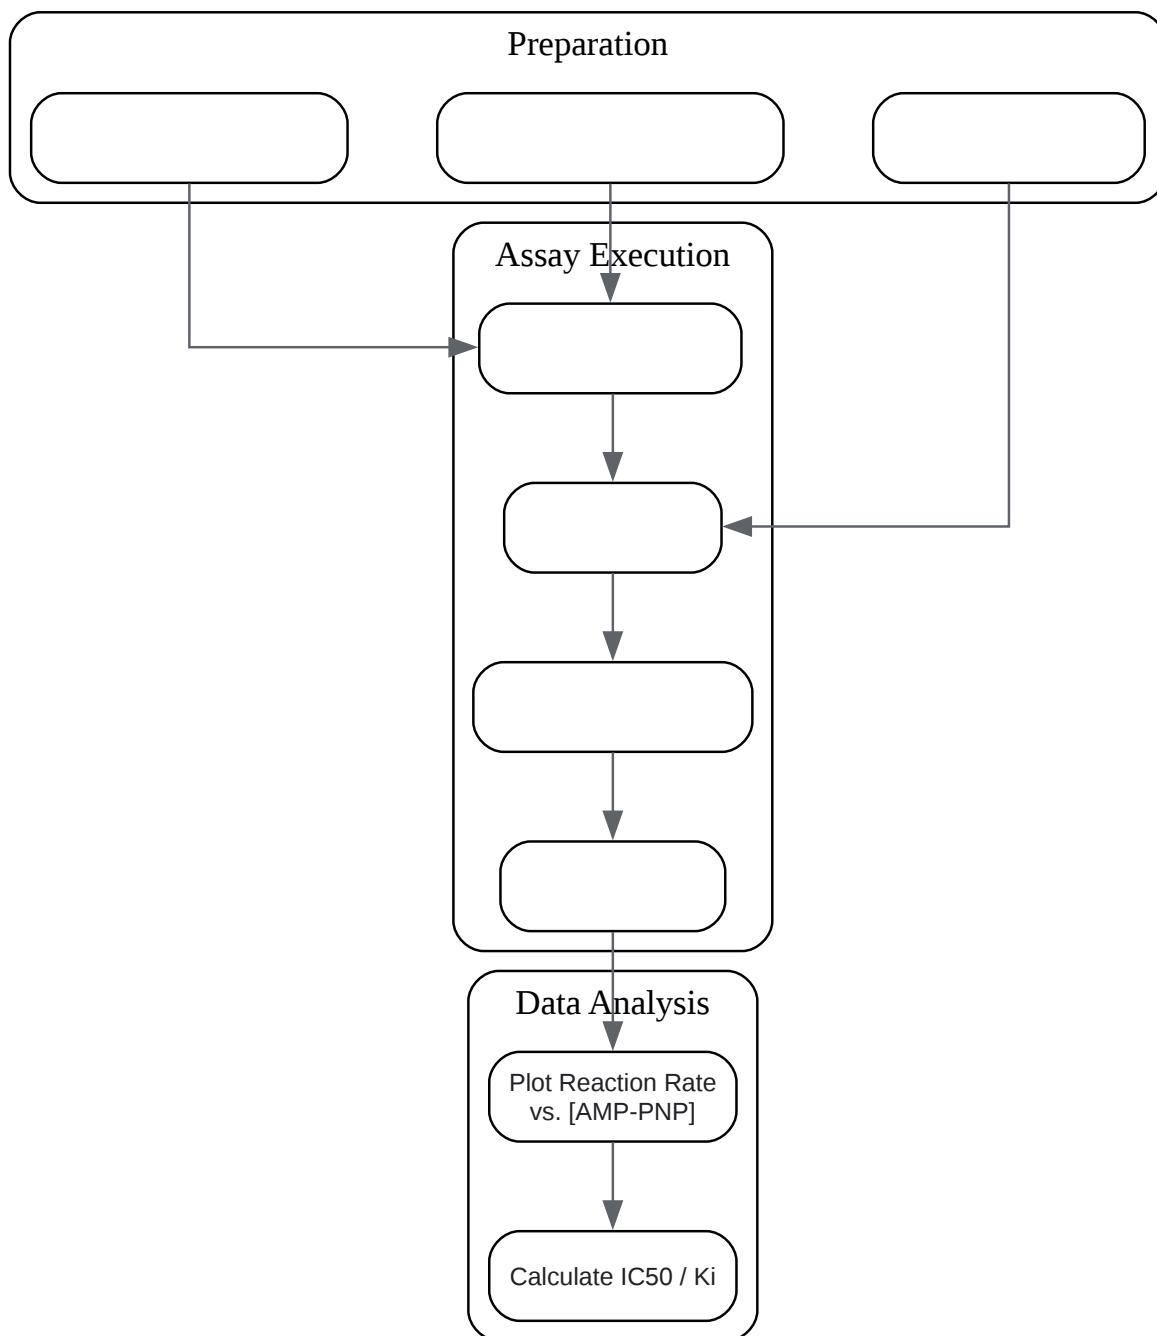 Preparation
Assay Execution
Data Analysis
Plot Reaction Rate
vs. [AMP-PNP]
Calculate IC50 / Ki